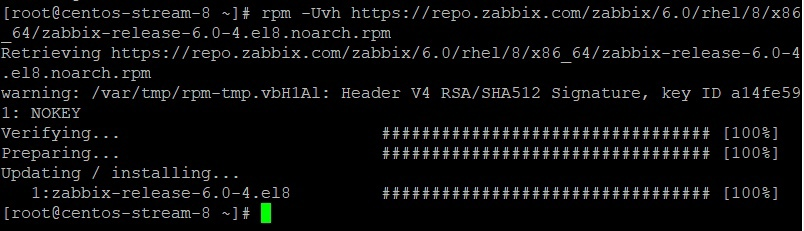 [root@centos-stream-8 ~]# rpm -Uvh https://repo.zabbix.com/zabbix/6.0/rhel/8/x86
_64/zabbix-release-6.0-4.el8.noarch.rpm
Retrieving https://repo.zabbix.com/zabbix/6.0/rhel/8/x86_64/zabbix-release-6.0-4
.el8.noarch.rpm
warning: /var/tmp/rpm-tmp.vbH1Al: Header V4 RSA/SHA512 Signature, key ID a14fe59
1: NOKEY
Verifying...                          ################################# [100%]
Preparing...                          ################################# [100%]
Updating / installing...
   1:zabbix-release-6.0-4.el8         ################################# [100%]
[root@centos-stream-8 ~]#